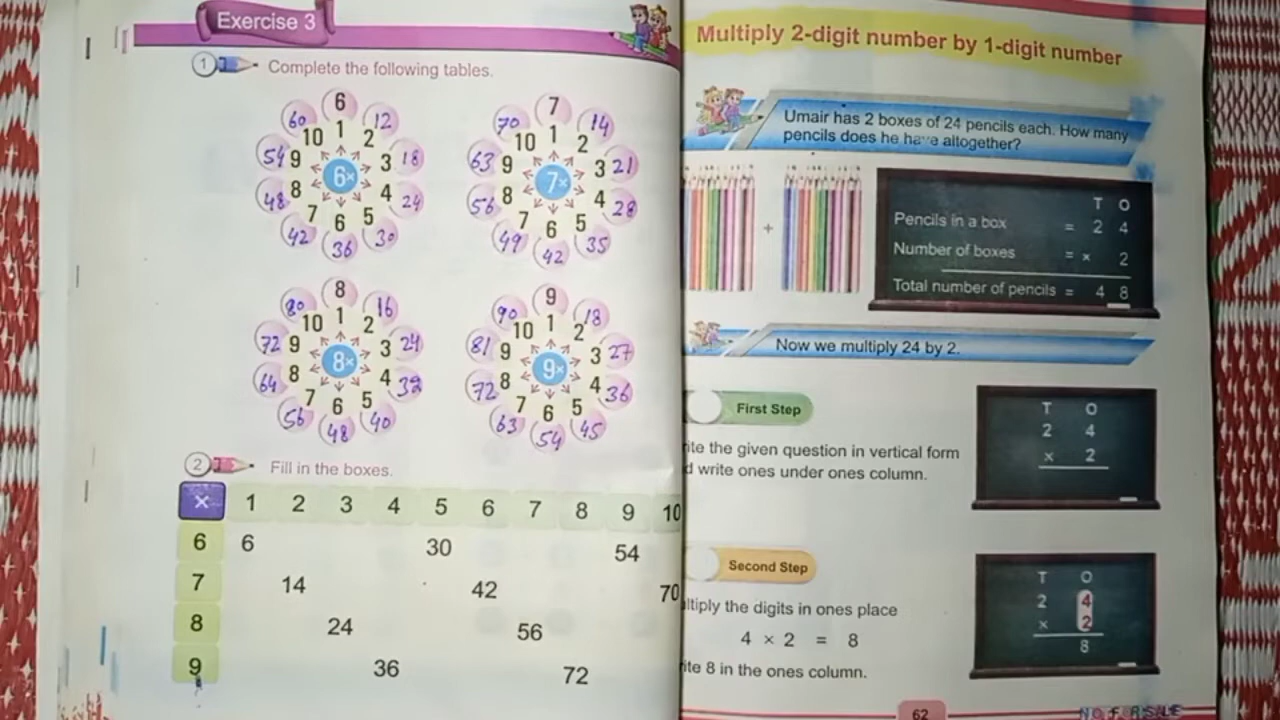 Exercise 3
1 Complete the following tables.
6 12 18 24 30 36 42 48 54 60
1 2 3 4 5 6 7 8 9 10
6×
7 14 21 28 35 42 49 56 63 70
1 2 3 4 5 6 7 8 9 10
7×
8 16 24 32 40 48 56 64 72 80
1 2 3 4 5 6 7 8 9 10
8×
9 18 27 36 45 54 63 72 81 90
1 2 3 4 5 6 7 8 9 10
9×
2 Fill in the boxes.
× 1 2 3 4 5 6 7 8 9 10
6 6 30 54
7 14 42 70
8 24 56
9 36 72
Multiply 2-digit number by 1-digit number
Umair has 2 boxes of 24 pencils each. How many
pencils does he have altogether?
+
T O
Pencils in a box = 2 4
Number of boxes = × 2
Total number of pencils = 4 8
Now we multiply 24 by 2.
First Step
the given question in vertical form
write ones under ones column.
T O
2 4
× 2
Second Step
the digits in ones place
4 × 2 = 8
8 in the ones column.
T O
2 4
× 2
8
62
NOT FOR SALE